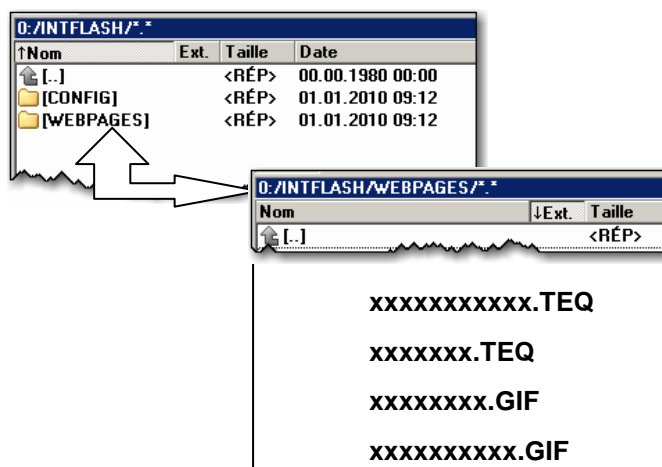 0:/INTFLASH/*.*
↑Nom Ext. Taille Date
[..] <RÉP> 00.00.1980 00:00
[CONFIG] <RÉP> 01.01.2010 09:12
[WEBPAGES] <RÉP> 01.01.2010 09:12
0:/INTFLASH/WEBPAGES/*.*
Nom ↓Ext. Taille
[..] <RÉP>
xxxxxxxxxxx.TEQ
xxxxxxx.TEQ
xxxxxxxx.GIF
xxxxxxxxxx.GIF